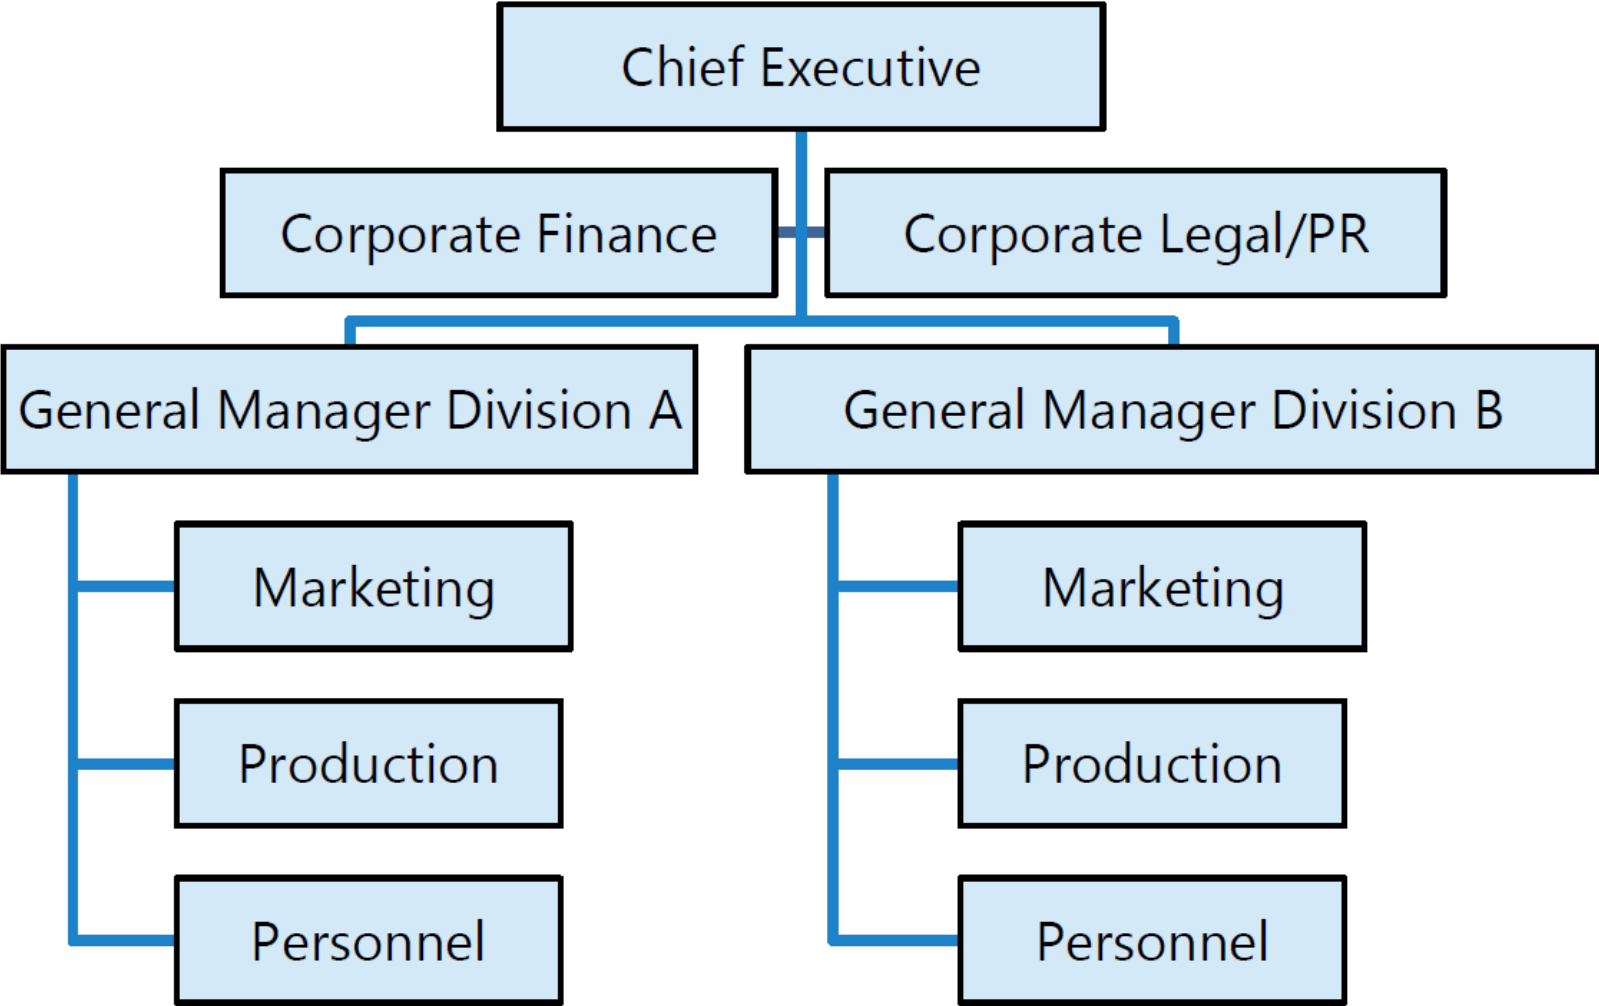 Chief Executive
Corporate Finance
Corporate Legal/PR
General Manager Division A
General Manager Division B
Marketing
Production
Personnel
Marketing
Production
Personnel